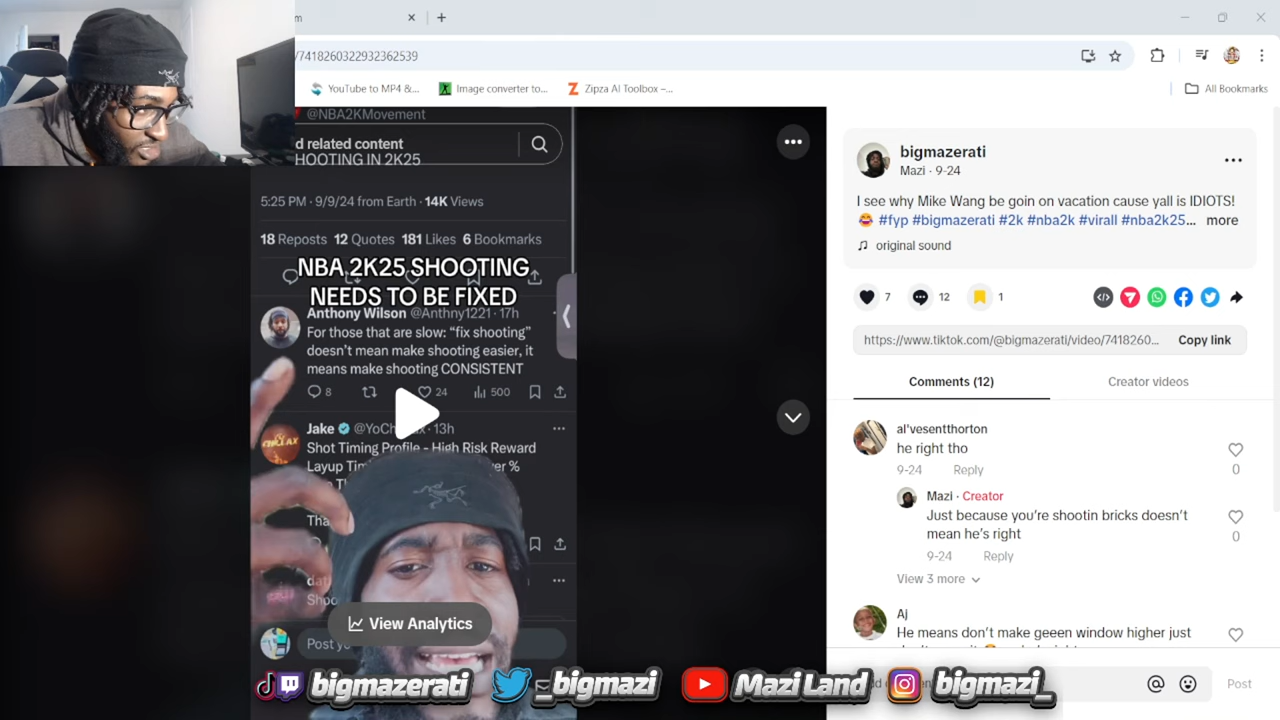 m
/7418260322932362539
YouTube to MP4 &...
Image converter to...
Zipza AI Toolbox –...
All Bookmarks
@NBA2KMovement
d related content
HOOTING IN 2K25
5:25 PM · 9/9/24 from Earth · 14K Views
18 Reposts 12 Quotes 181 Likes 6 Bookmarks
NBA 2K25 SHOOTING
NEEDS TO BE FIXED
Anthony Wilson @Anthny1221 · 17h
For those that are slow: “fix shooting”
doesn’t mean make shooting easier, it
means make shooting CONSISTENT
8
24
500
Jake
13h
Shot Timing Profile - High Risk Reward
Layup
%
View Analytics
bigmazerati
Mazi · 9-24
I see why Mike Wang be goin on vacation cause yall is IDIOTS!
😂 #fyp #bigmazerati #2k #nba2k #virall #nba2k25... more
original sound
7
12
1
https://www.tiktok.com/@bigmazerati/video/7418260...
Copy link
Comments (12)
Creator videos
al'vesentthorton
he right tho
9-24 Reply
0
Mazi · Creator
Just because you’re shootin bricks doesn’t
mean he’s right
9-24 Reply
0
View 3 more
Aj
He means don’t make geeen window higher just
Post
bigmazerati
_bigmazi
Mazi Land
bigmazi_